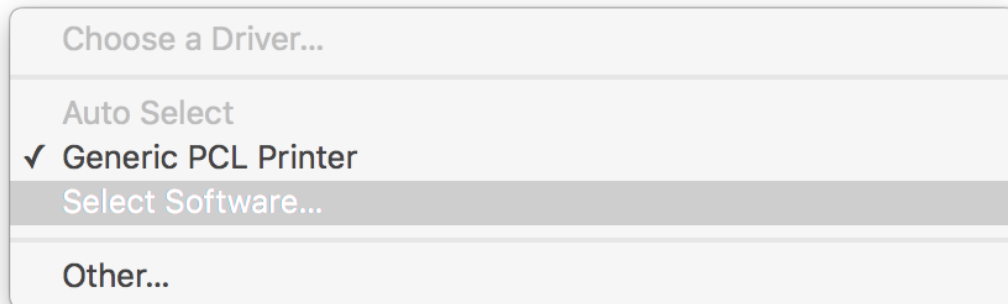 Choose a Driver...
Auto Select
✓ Generic PCL Printer
Select Software...
Other...